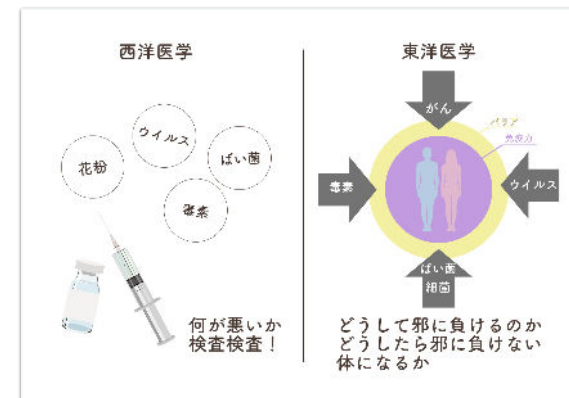 西洋医学
花粉
ウイルス
ばい菌
毒素
何が悪いか
検査検査！
東洋医学
がん
バリア
免疫力
毒素
ウイルス
ばい菌
細菌
どうして邪に負けるのか
どうしたら邪に負けない
体になるか